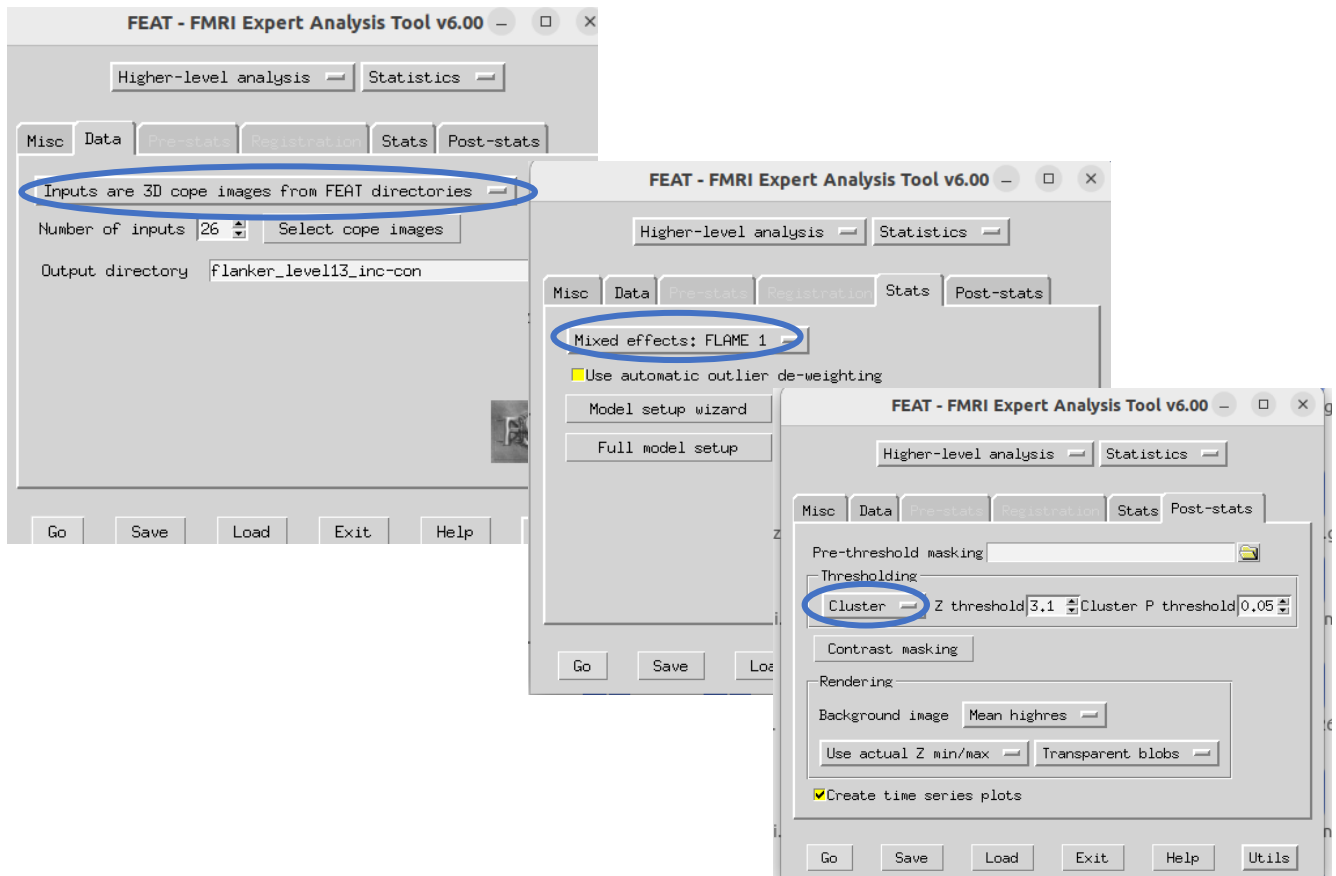 FEAT - FMRI Expert Analysis Tool v6.00
Higher-level analysis Statistics
Misc Data Pre-stats Registration Stats Post-stats
Inputs are 3D cope images from FEAT directories
Number of inputs 26 Select cope images
Output directory flanker_level13_inc-con
Go Save Load Exit Help
FEAT - FMRI Expert Analysis Tool v6.00
Higher-level analysis Statistics
Misc Data Pre-stats Registration Stats Post-stats
Mixed effects: FLAME 1
Use automatic outlier de-weighting
Model setup wizard
Full model setup
Go Save
FEAT - FMRI Expert Analysis Tool v6.00
Higher-level analysis Statistics
Misc Data Pre-stats Registration Stats Post-stats
Pre-threshold masking
Thresholding
Cluster Z threshold 3.1 Cluster P threshold 0.05
Contrast masking
Rendering
Background image Mean highres
Use actual Z min/max Transparent blobs
Create time series plots
Go Save Load Exit Help Utils